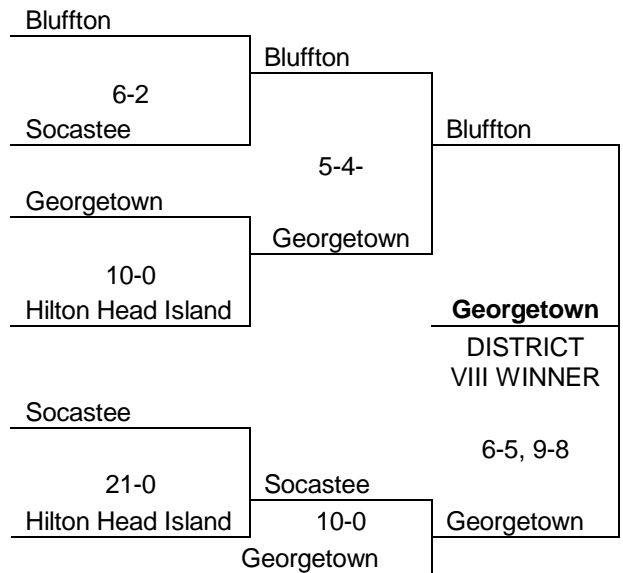 Bluffton
Bluffton
6-2
Socastee
Bluffton
5-4-
Georgetown
Georgetown
10-0
Hilton Head Island
Georgetown
DISTRICT
VIII WINNER
Socastee
6-5, 9-8
21-0
Socastee
Hilton Head Island
10-0
Georgetown
Georgetown